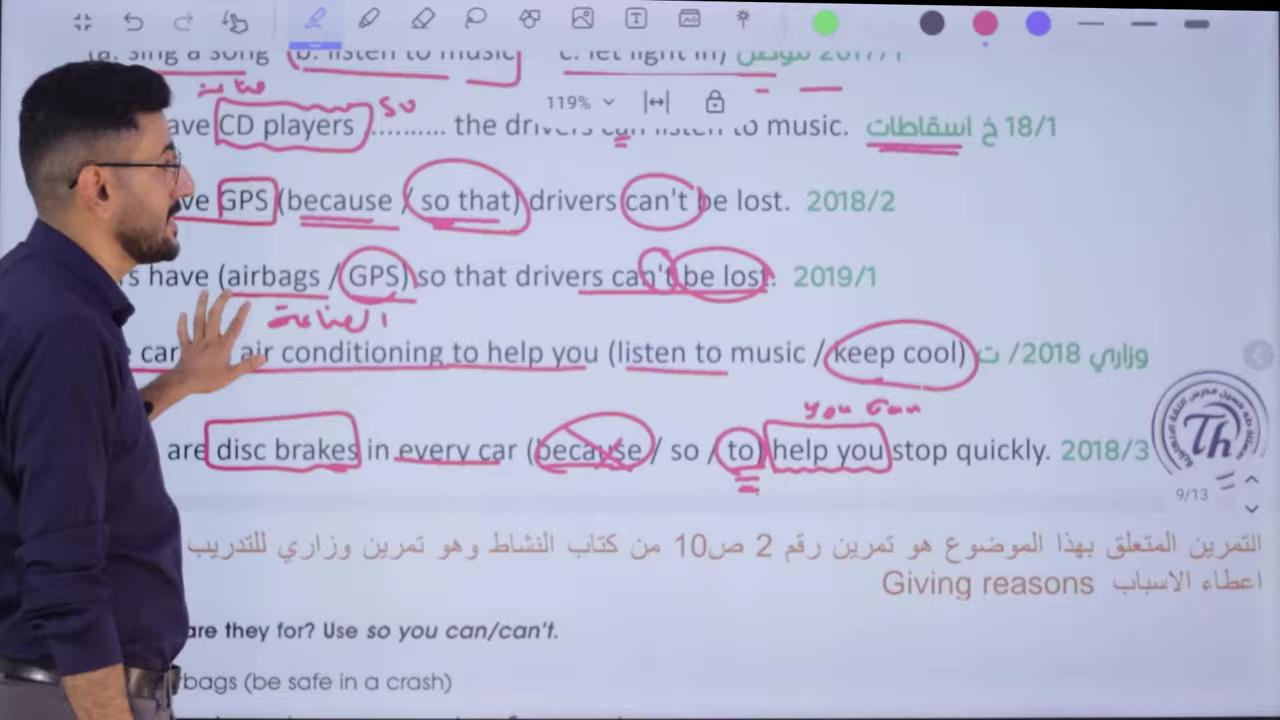 (a. sing a song (b. listen to music c. let light in)
119%
so
ave CD players .......... the drivers can listen to music. 18/1 خ اسقاطات
ve GPS (because / so that) drivers can't be lost. 2018/2
s have (airbags / GPS) so that drivers can't be lost. 2019/1
car air conditioning to help you (listen to music / keep cool) وزاري 2018/ ت
you can
are disc brakes in every car (because / so / to) help you stop quickly. 2018/3
Th
9/13
التمرين المتعلق بهذا الموضوع هو تمرين رقم 2 ص10 من كتاب النشاط وهو تمرين وزاري للتدريب
اعطاء الاسباب Giving reasons
are they for? Use so you can/can't.
bags (be safe in a crash)